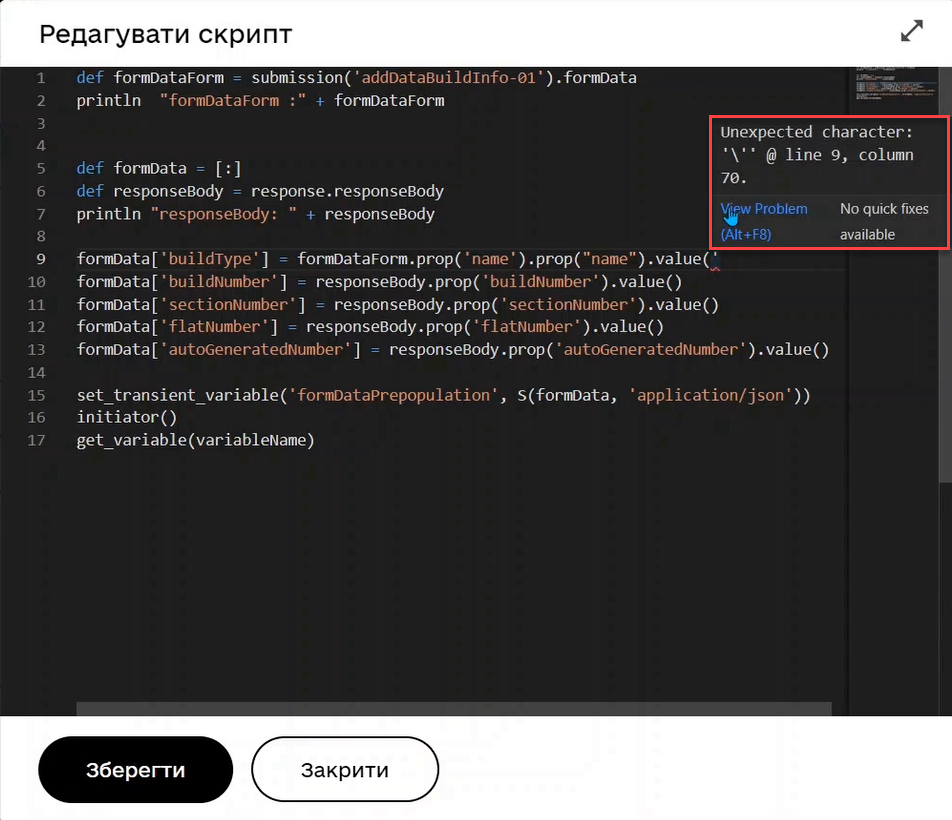 Редагувати скрипт
1 def formDataForm = submission('addDataBuildInfo-01').formData
2 println  "formDataForm :" + formDataForm
3
4
5 def formData = [:]
6 def responseBody = response.responseBody
7 println "responseBody: " + responseBody
8
9 formData['buildType'] = formDataForm.prop('name').prop("name").value('
10 formData['buildNumber'] = responseBody.prop('buildNumber').value()
11 formData['sectionNumber'] = responseBody.prop('sectionNumber').value()
12 formData['flatNumber'] = responseBody.prop('flatNumber').value()
13 formData['autoGeneratedNumber'] = responseBody.prop('autoGeneratedNumber').value()
14
15 set_transient_variable('formDataPrepopulation', S(formData, 'application/json'))
16 initiator()
17 get_variable(variableName)
Unexpected character:
'\'' @ line 9, column
70.
View Problem
(Alt+F8)
No quick fixes
available
Зберегти
Закрити